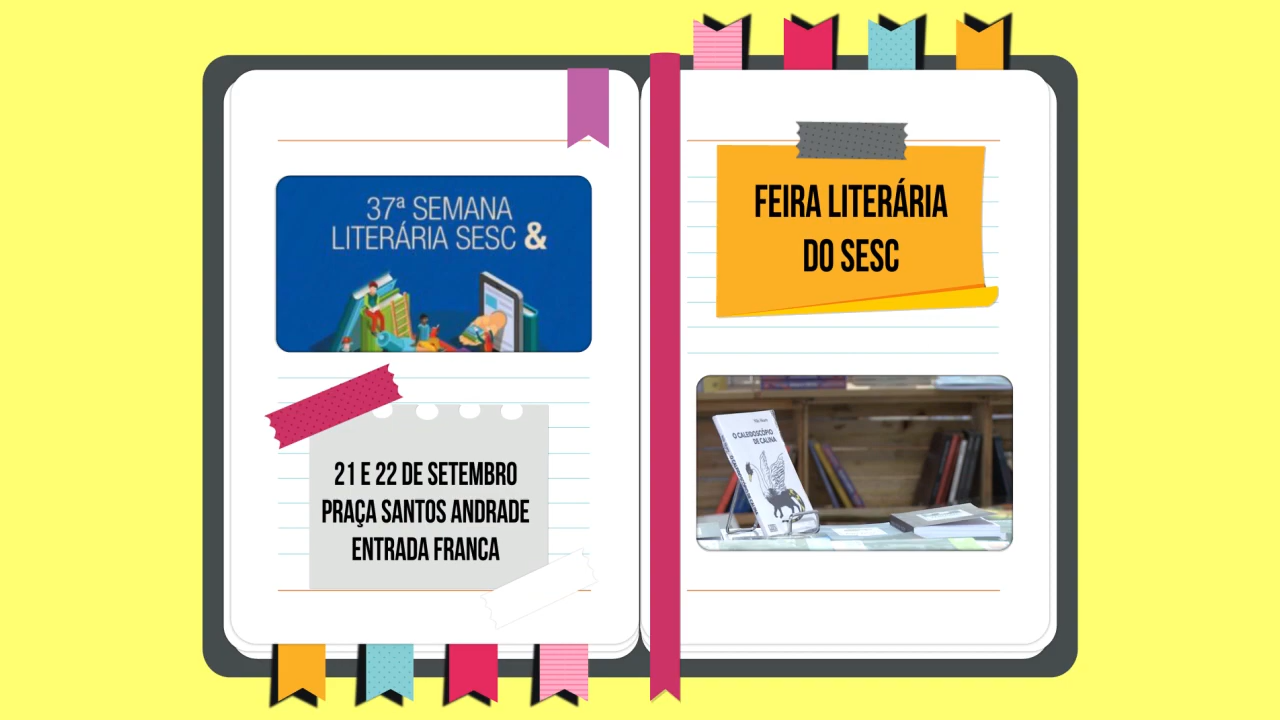 37ª SEMANA
LITERÁRIA SESC &
21 E 22 DE SETEMBRO
PRAÇA SANTOS ANDRADE
ENTRADA FRANCA
FEIRA LITERÁRIA
DO SESC
O CALEIDOSCÓPIO
DE CALINA